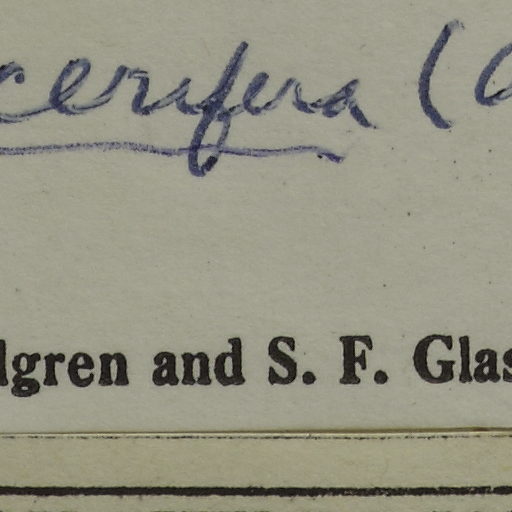 cerifera (
lgren and S. F. Glas